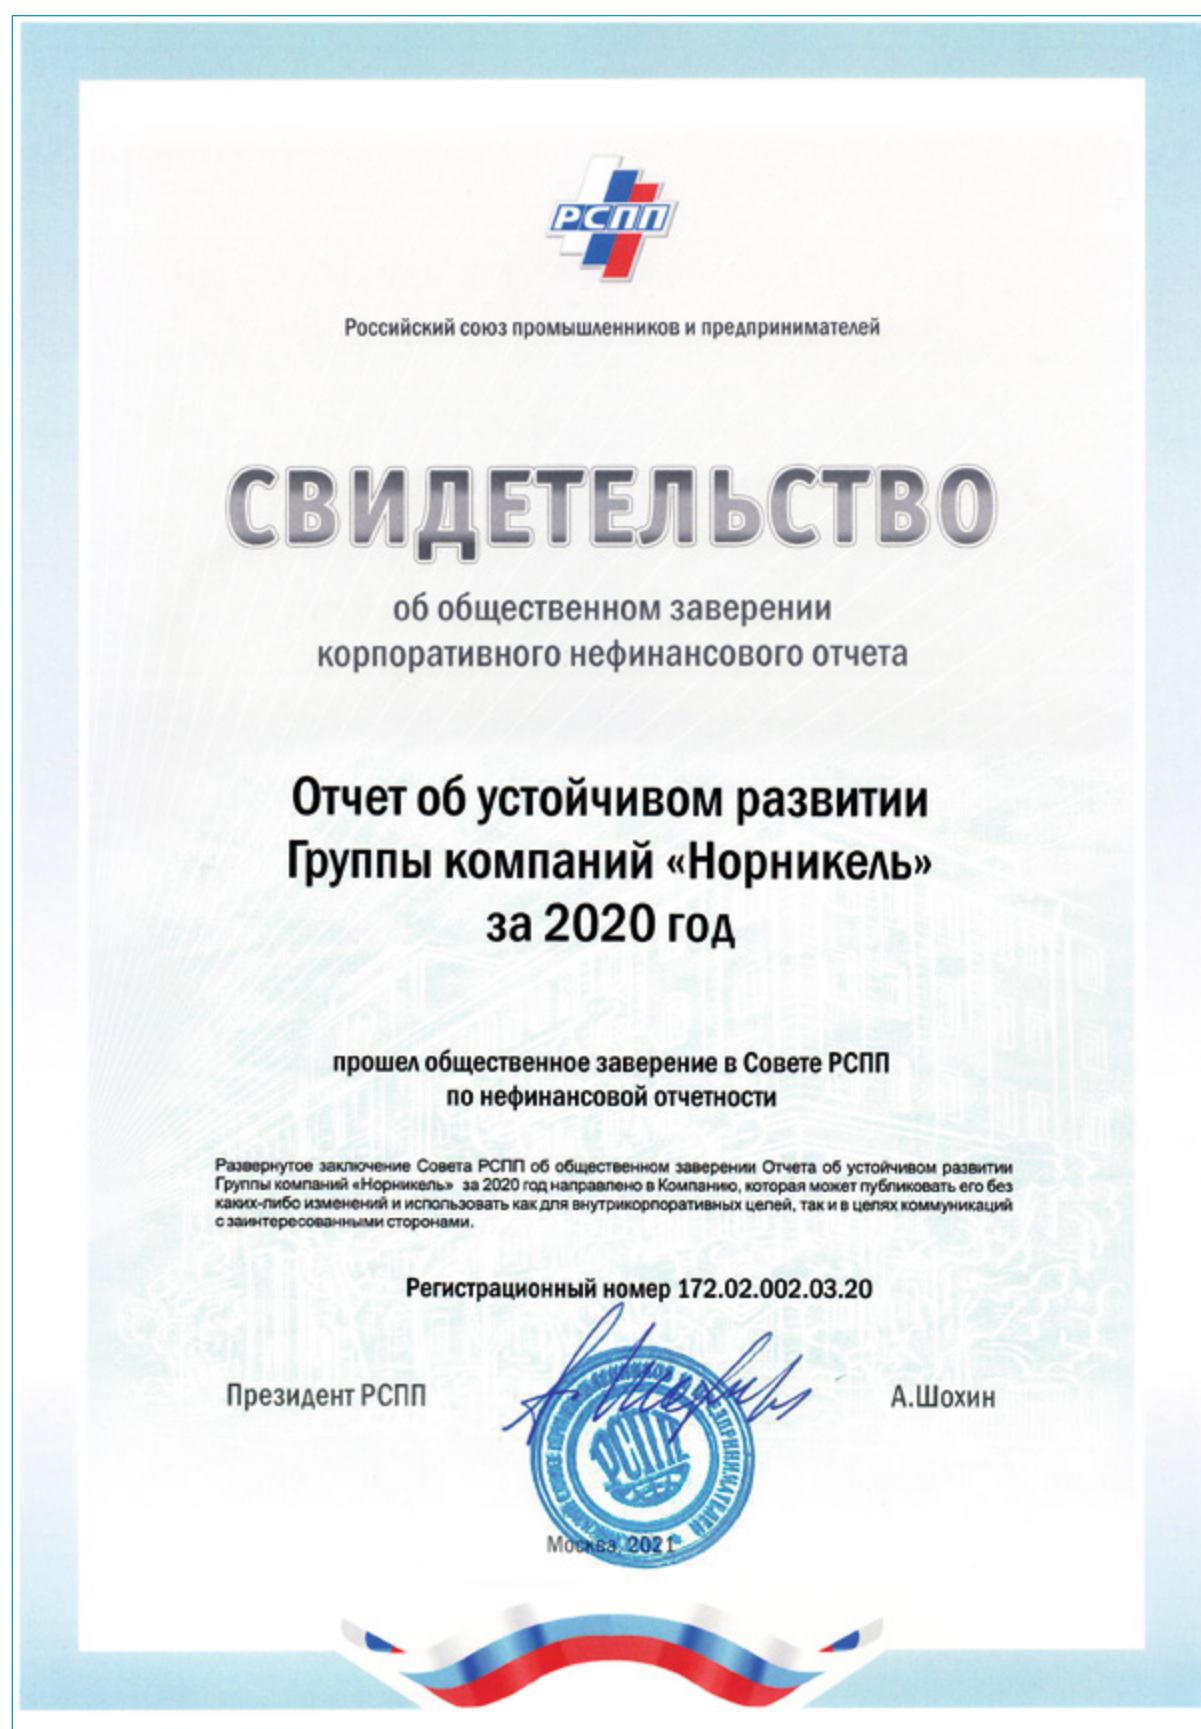 РСПП
Российский союз промышленников и предпринимателей
СВИДЕТЕЛЬСТВО
об общественном заверении
корпоративного нефинансового отчета
Отчет об устойчивом развитии
Группы компаний «Норникель»
за 2020 год
прошел общественное заверение в Совете РСПП
по нефинансовой отчетности
Развернутое заключение Совета РСПП об общественном заверении Отчета об устойчивом развитии
Группы компаний «Норникель» за 2020 год направлено в Компанию, которая может публиковать его без
каких-либо изменений и использовать как для внутрикорпоративных целей, так и в целях коммуникаций
с заинтересованными сторонами.
Регистрационный номер 172.02.002.03.20
Президент РСПП
А.Шохин
РСПП
Москва, 2021